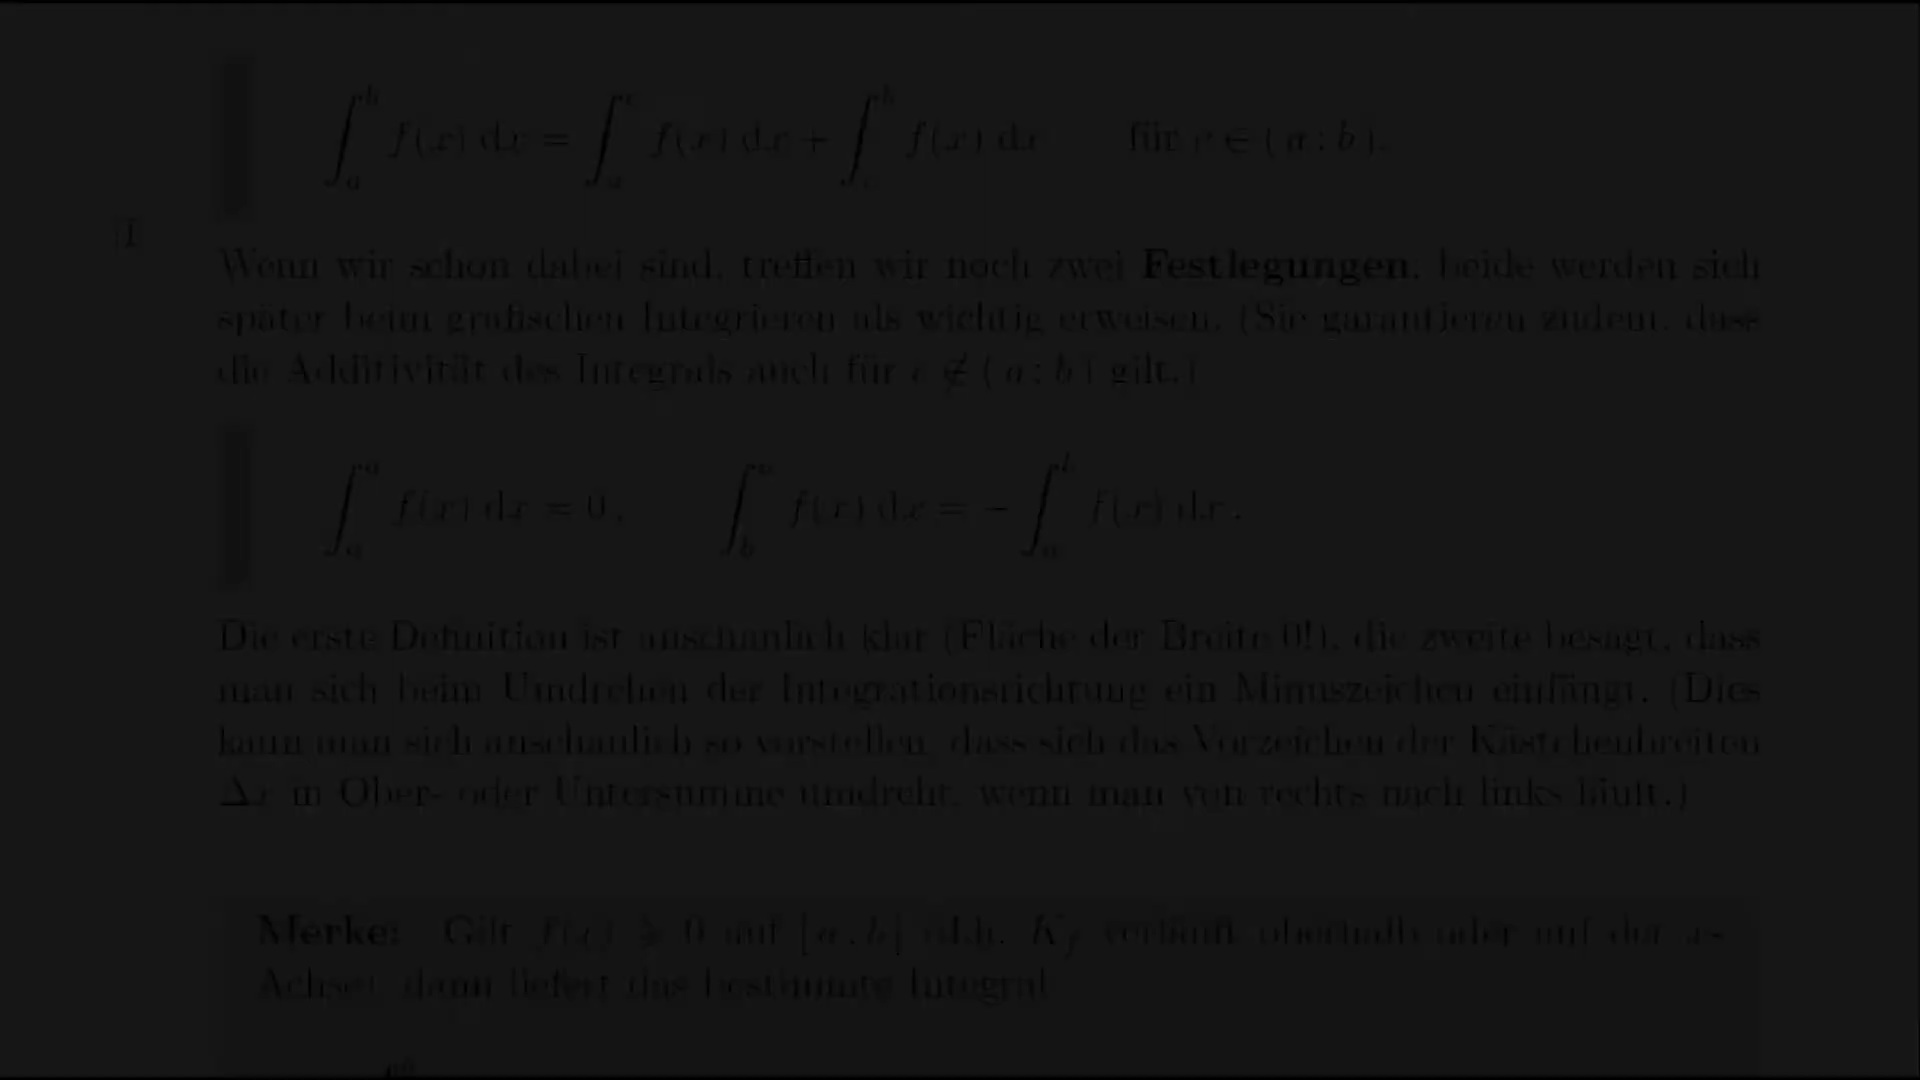 ∫_a^b f(x) dx = ∫_a^c f(x) dx + ∫_c^b f(x) dx für c ∈ ( a ; b ).
Wenn wir schon dabei sind, treffen wir noch zwei Festlegungen, beide werden sich
später beim grafischen Integrieren als wichtig erweisen. (Sie garantieren zudem, dass
die Additivität des Integrals auch für c ∉ ( a ; b ) gilt.)
∫_a^a f(x) dx = 0, ∫_b^a f(x) dx = − ∫_a^b f(x) dx .
Die erste Definition ist anschaulich klar (Fläche der Breite 0!), die zweite besagt, dass
man sich beim Umdrehen der Integrationsrichtung ein Minuszeichen einfängt. (Dies
kann man sich anschaulich so vorstellen, dass sich das Vorzeichen der Kästchenbreiten
Δx in Ober- oder Untersumme umdreht, wenn man von rechts nach links läuft.)
Merke: Gilt f(x) ⩾ 0 auf [ a ; b ] (d.h. K_f verläuft oberhalb oder auf der x-
Achse), dann liefert das bestimmte Integral